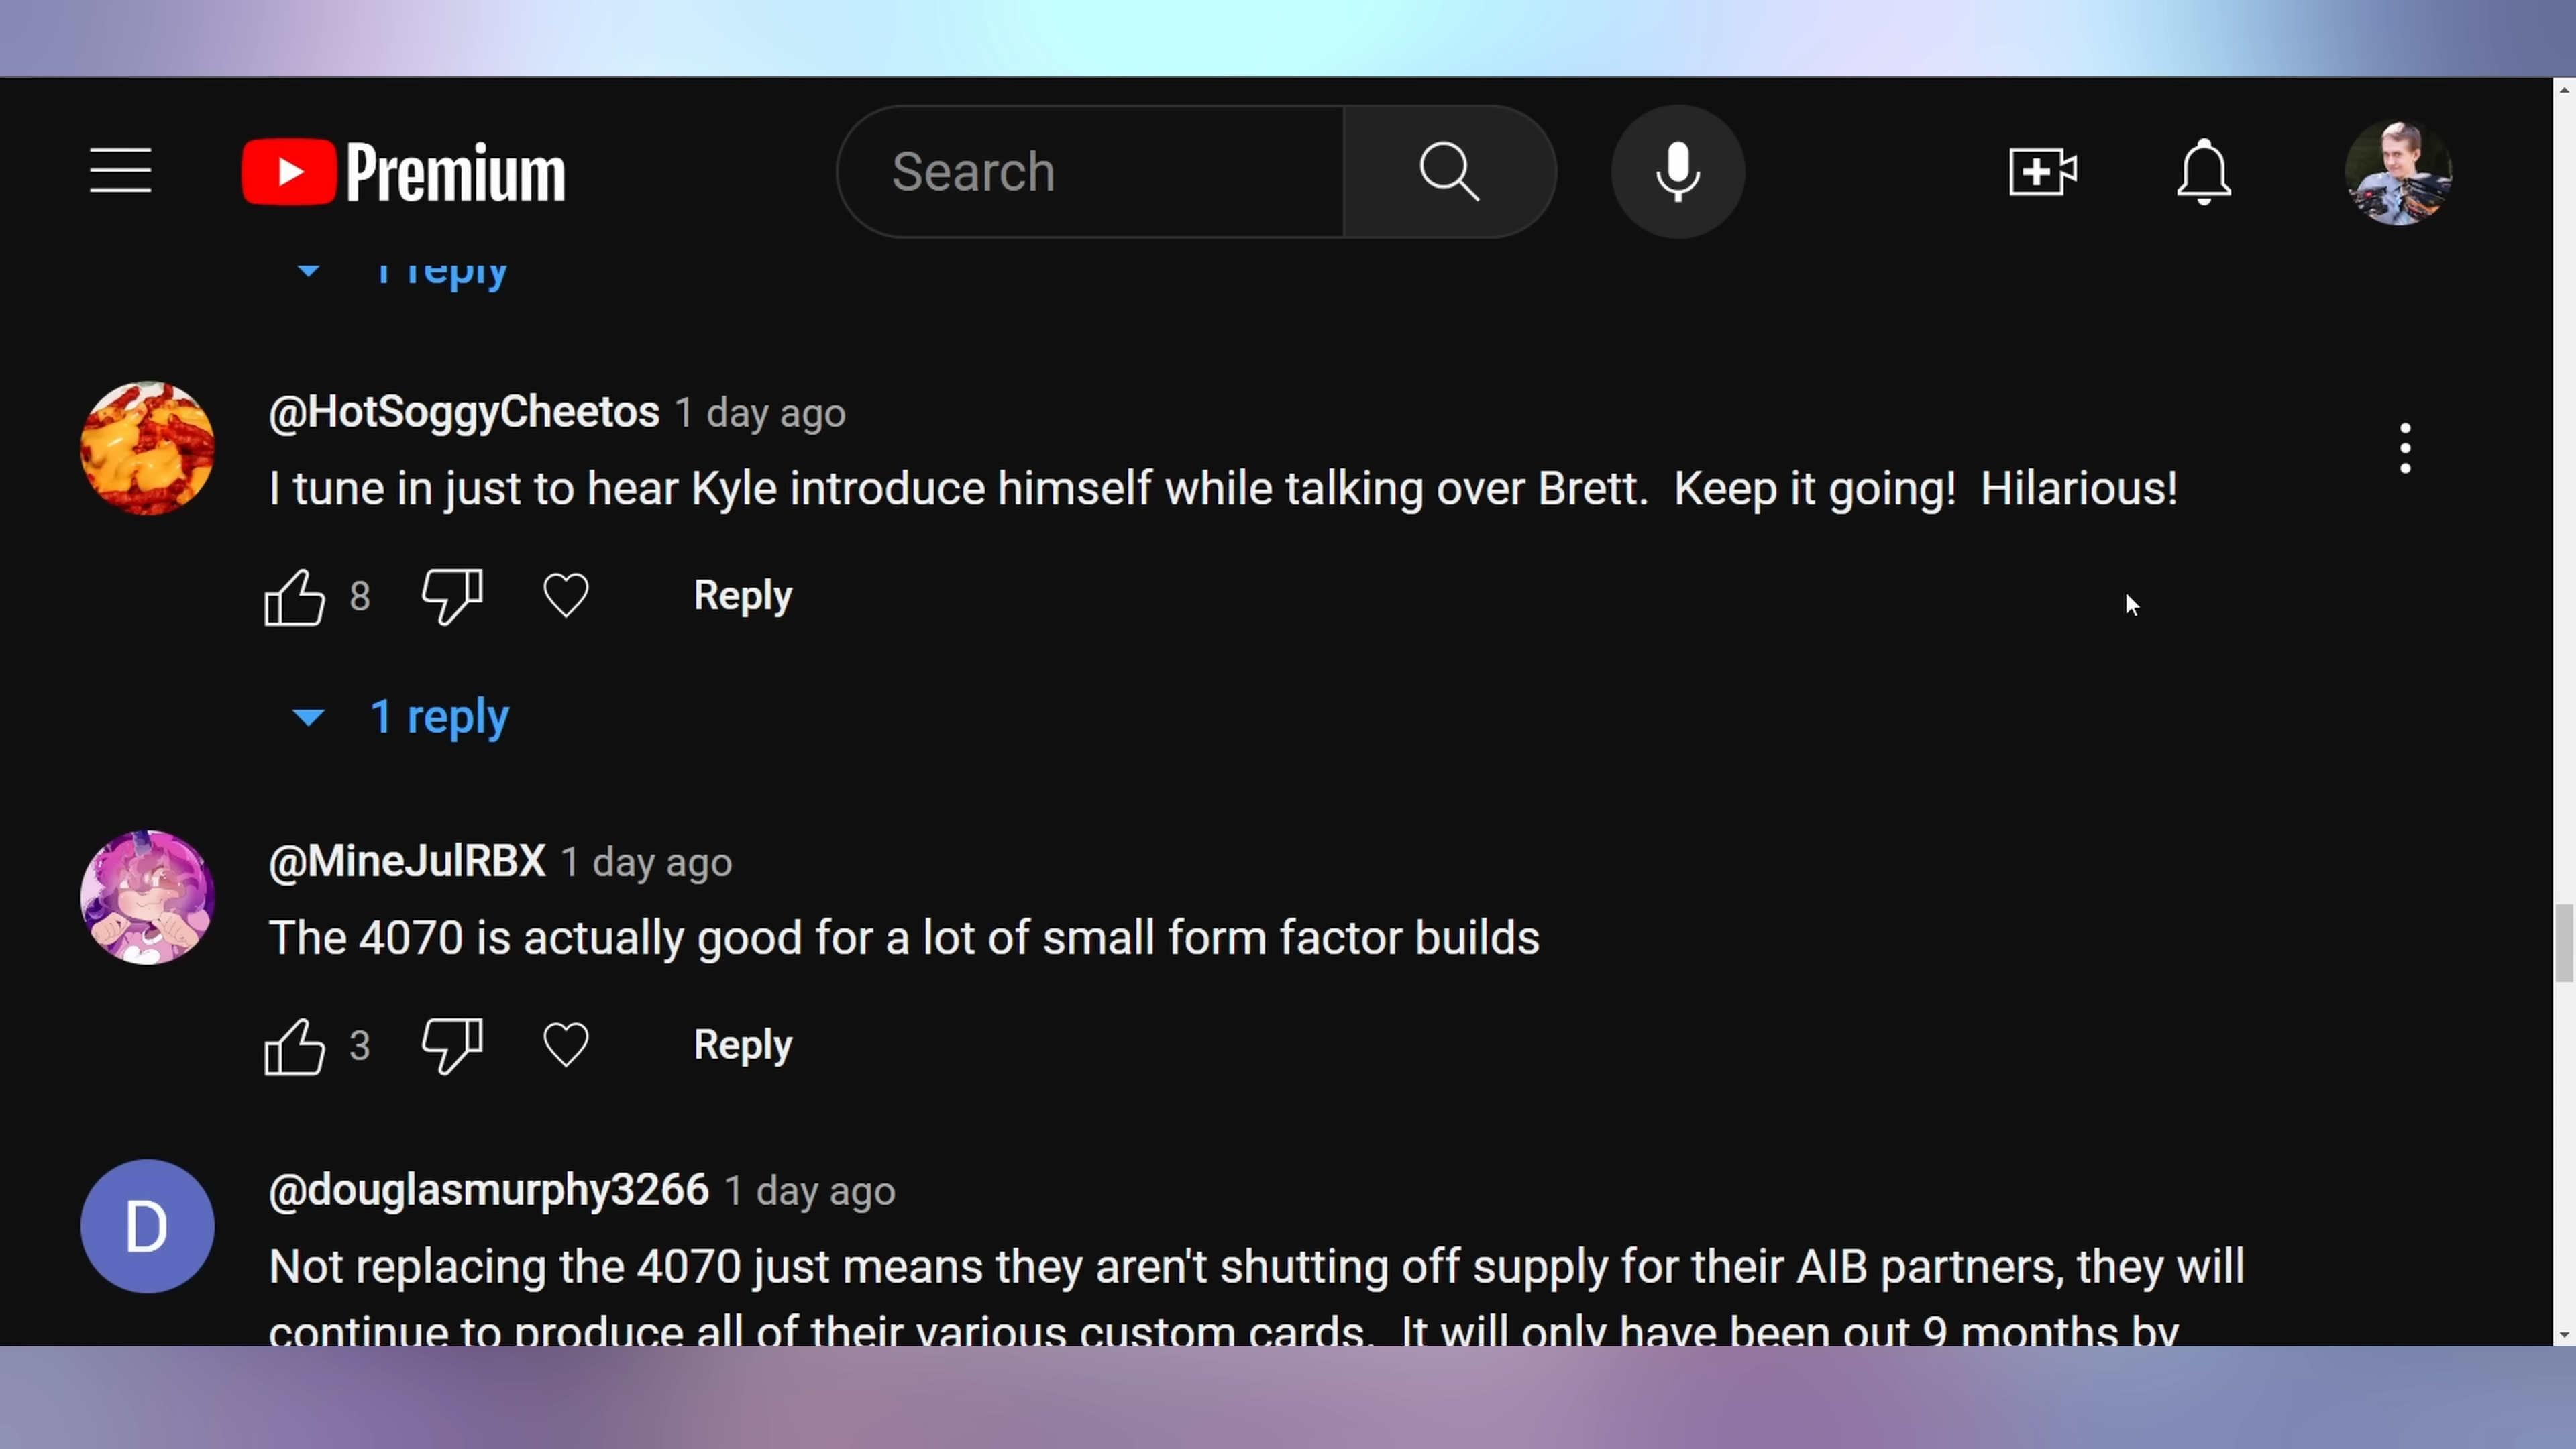 Premium
Search
1 reply
@HotSoggyCheetos 1 day ago
I tune in just to hear Kyle introduce himself while talking over Brett.  Keep it going!  Hilarious!
8
Reply
1 reply
@MineJulRBX 1 day ago
The 4070 is actually good for a lot of small form factor builds
3
Reply
D
@douglasmurphy3266 1 day ago
Not replacing the 4070 just means they aren't shutting off supply for their AIB partners, they will
continue to produce all of their various custom cards.  It will only have been out 9 months by